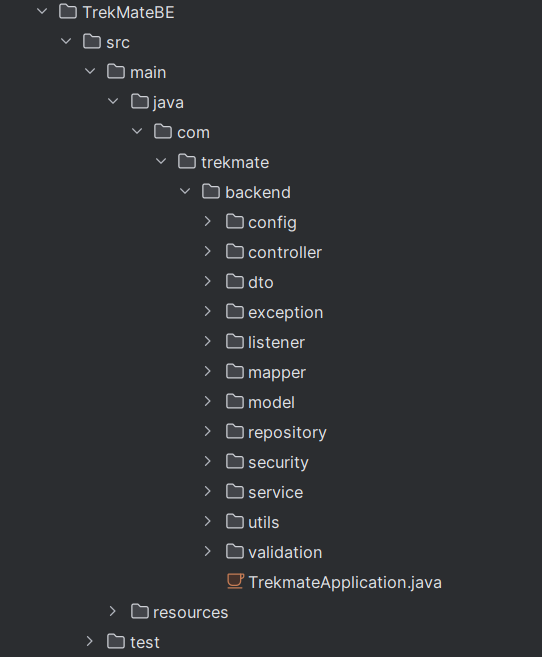 TrekMateBE
src
main
java
com
trekmate
backend
config
controller
dto
exception
listener
mapper
model
repository
security
service
utils
validation
TrekmateApplication.java
resources
test